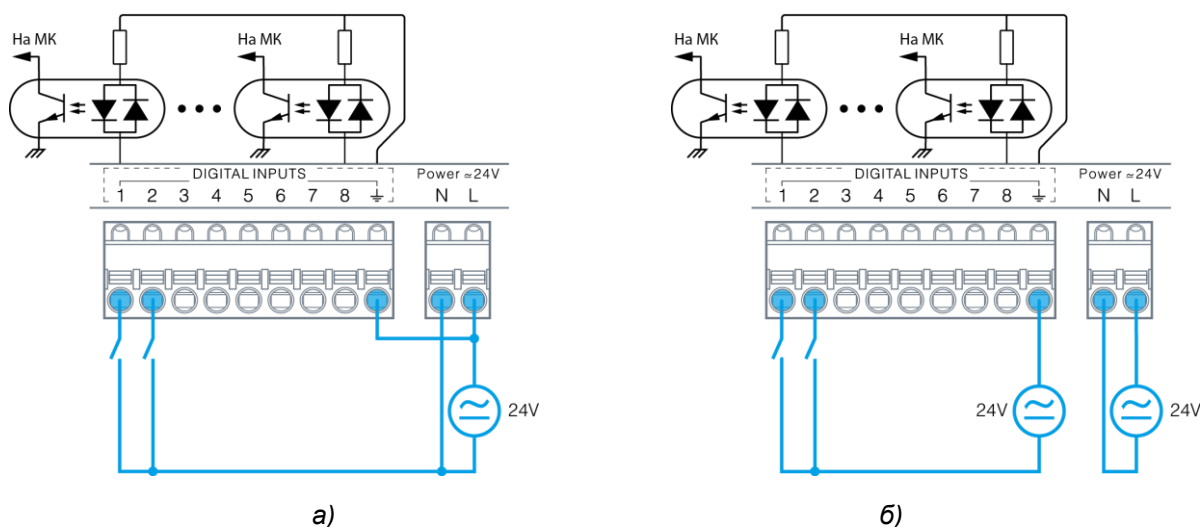 На МК
На МК
DIGITAL INPUTS
Power ≂24V
1 2 3 4 5 6 7 8 ⏚
N L
24V
а)
На МК
На МК
DIGITAL INPUTS
Power ≂24V
1 2 3 4 5 6 7 8 ⏚
N L
24V
24V
б)